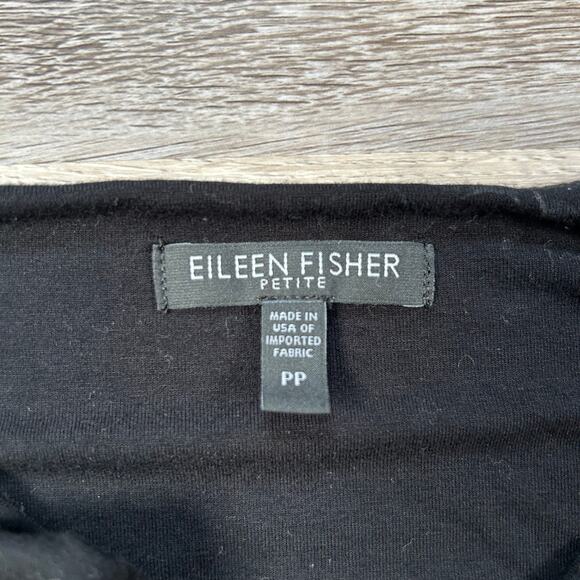 EILEEN FISHER
PETITE
MADE IN
USA OF
IMPORTED
FABRIC
PP